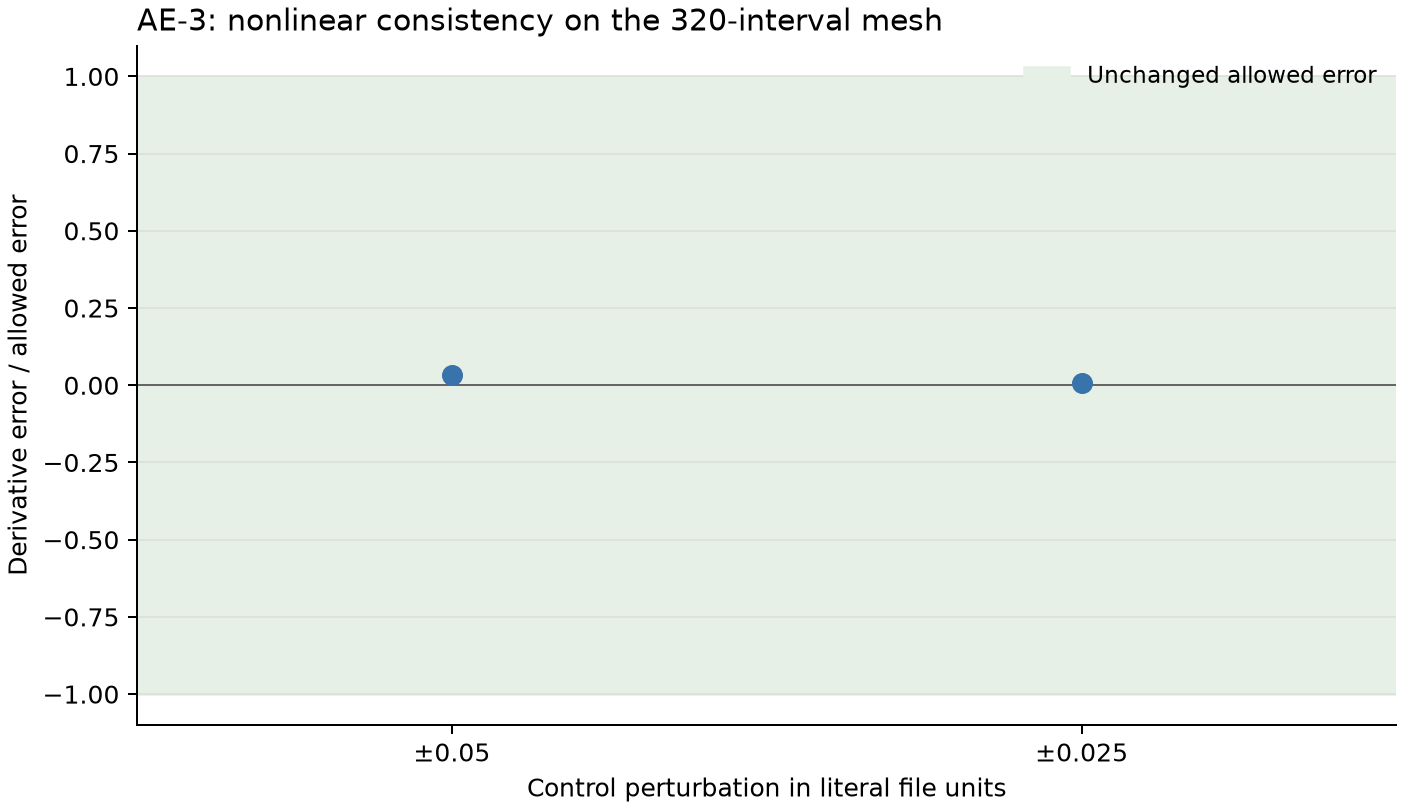 AE-3: nonlinear consistency on the 320-interval mesh
Unchanged allowed error
Derivative error / allowed error
1.00
0.75
0.50
0.25
0.00
−0.25
−0.50
−0.75
−1.00
±0.05
±0.025
Control perturbation in literal file units